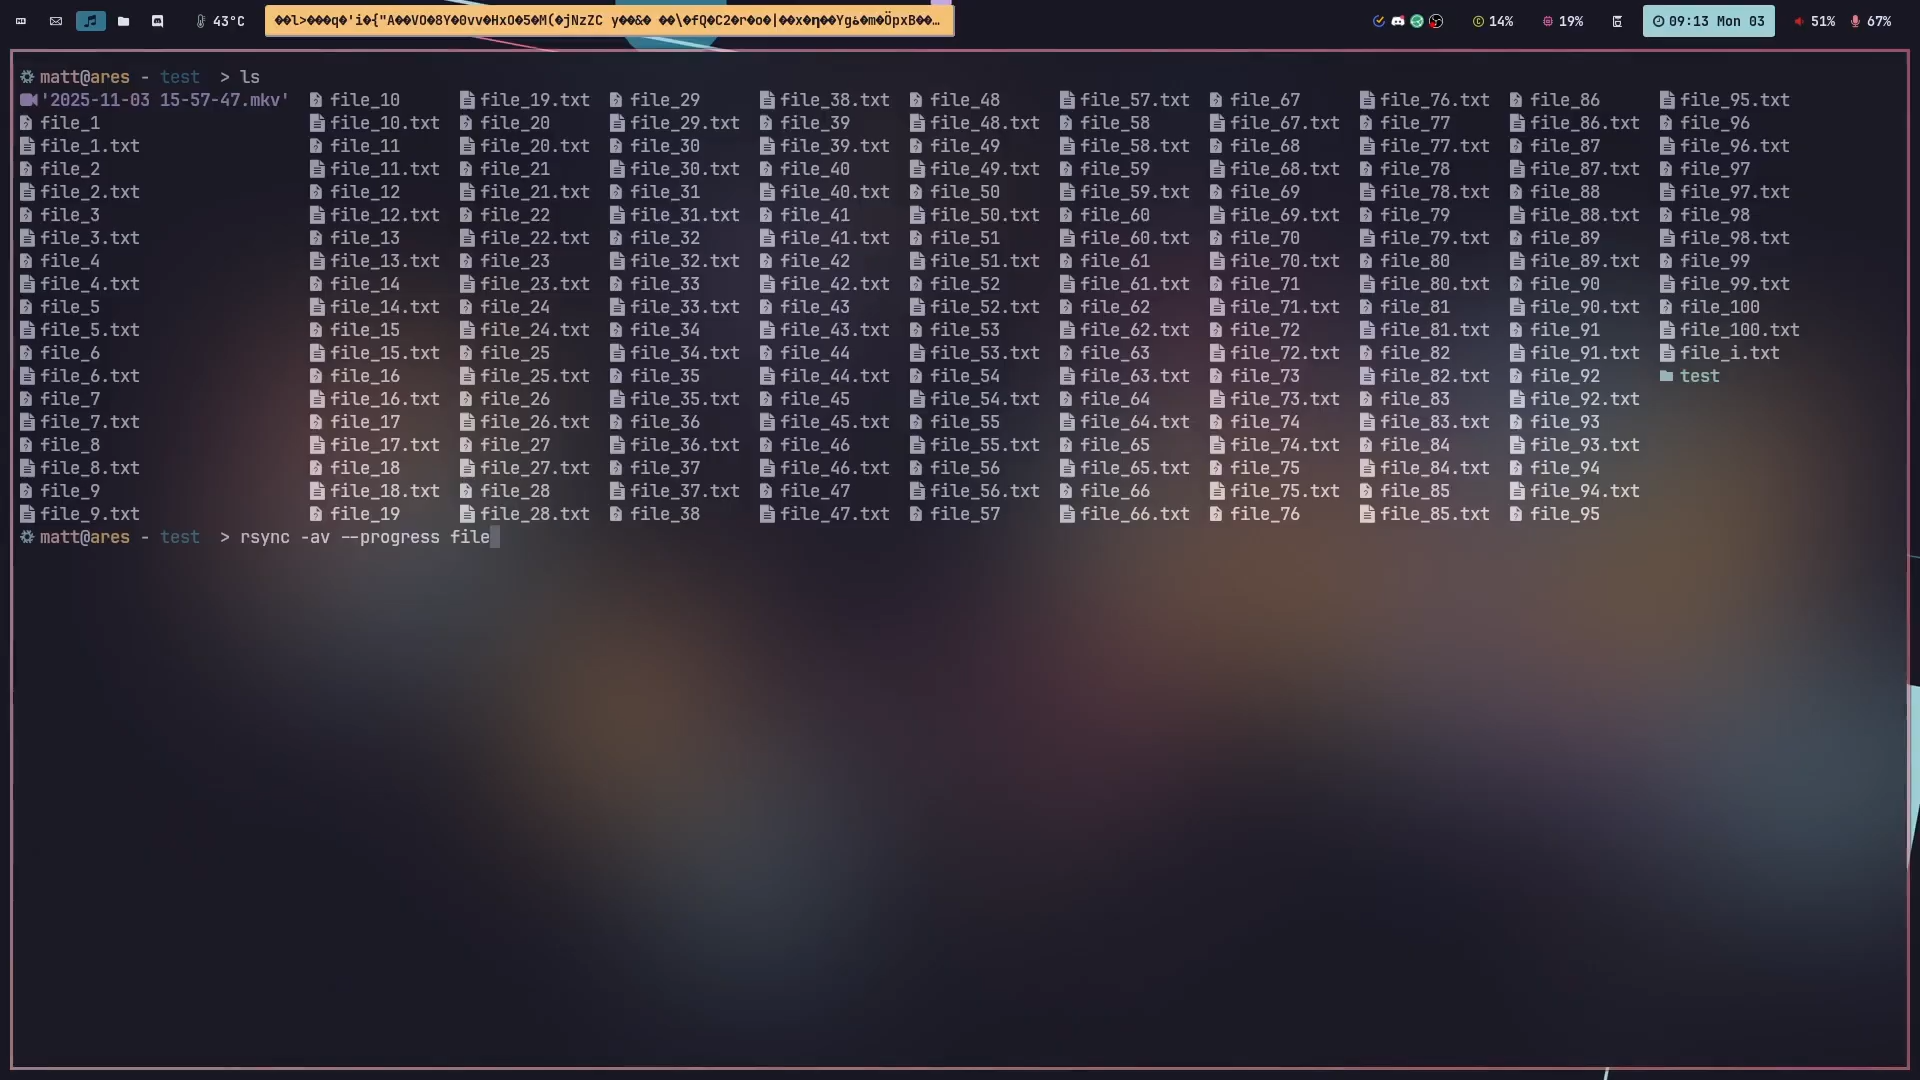 43°C
14% 19% 09:13 Mon 03 51% 67%
matt@ares - test > ls
'2025-11-03 15-57-47.mkv' file_10 file_19.txt file_29 file_38.txt file_48 file_57.txt file_67 file_76.txt file_86 file_95.txt
file_1 file_10.txt file_20 file_29.txt file_39 file_48.txt file_58 file_67.txt file_77 file_86.txt file_96
file_1.txt file_11 file_20.txt file_30 file_39.txt file_49 file_58.txt file_68 file_77.txt file_87 file_96.txt
file_2 file_11.txt file_21 file_30.txt file_40 file_49.txt file_59 file_68.txt file_78 file_87.txt file_97
file_2.txt file_12 file_21.txt file_31 file_40.txt file_50 file_59.txt file_69 file_78.txt file_88 file_97.txt
file_3 file_12.txt file_22 file_31.txt file_41 file_50.txt file_60 file_69.txt file_79 file_88.txt file_98
file_3.txt file_13 file_22.txt file_32 file_41.txt file_51 file_60.txt file_70 file_79.txt file_89 file_98.txt
file_4 file_13.txt file_23 file_32.txt file_42 file_51.txt file_61 file_70.txt file_80 file_89.txt file_99
file_4.txt file_14 file_23.txt file_33 file_42.txt file_52 file_61.txt file_71 file_80.txt file_90 file_99.txt
file_5 file_14.txt file_24 file_33.txt file_43 file_52.txt file_62 file_71.txt file_81 file_90.txt file_100
file_5.txt file_15 file_24.txt file_34 file_43.txt file_53 file_62.txt file_72 file_81.txt file_91 file_100.txt
file_6 file_15.txt file_25 file_34.txt file_44 file_53.txt file_63 file_72.txt file_82 file_91.txt file_i.txt
file_6.txt file_16 file_25.txt file_35 file_44.txt file_54 file_63.txt file_73 file_82.txt file_92 test
file_7 file_16.txt file_26 file_35.txt file_45 file_54.txt file_64 file_73.txt file_83 file_92.txt
file_7.txt file_17 file_26.txt file_36 file_45.txt file_55 file_64.txt file_74 file_83.txt file_93
file_8 file_17.txt file_27 file_36.txt file_46 file_55.txt file_65 file_74.txt file_84 file_93.txt
file_8.txt file_18 file_27.txt file_37 file_46.txt file_56 file_65.txt file_75 file_84.txt file_94
file_9 file_18.txt file_28 file_37.txt file_47 file_56.txt file_66 file_75.txt file_85 file_94.txt
file_9.txt file_19 file_28.txt file_38 file_47.txt file_57 file_66.txt file_76 file_85.txt file_95
matt@ares - test > rsync -av --progress file